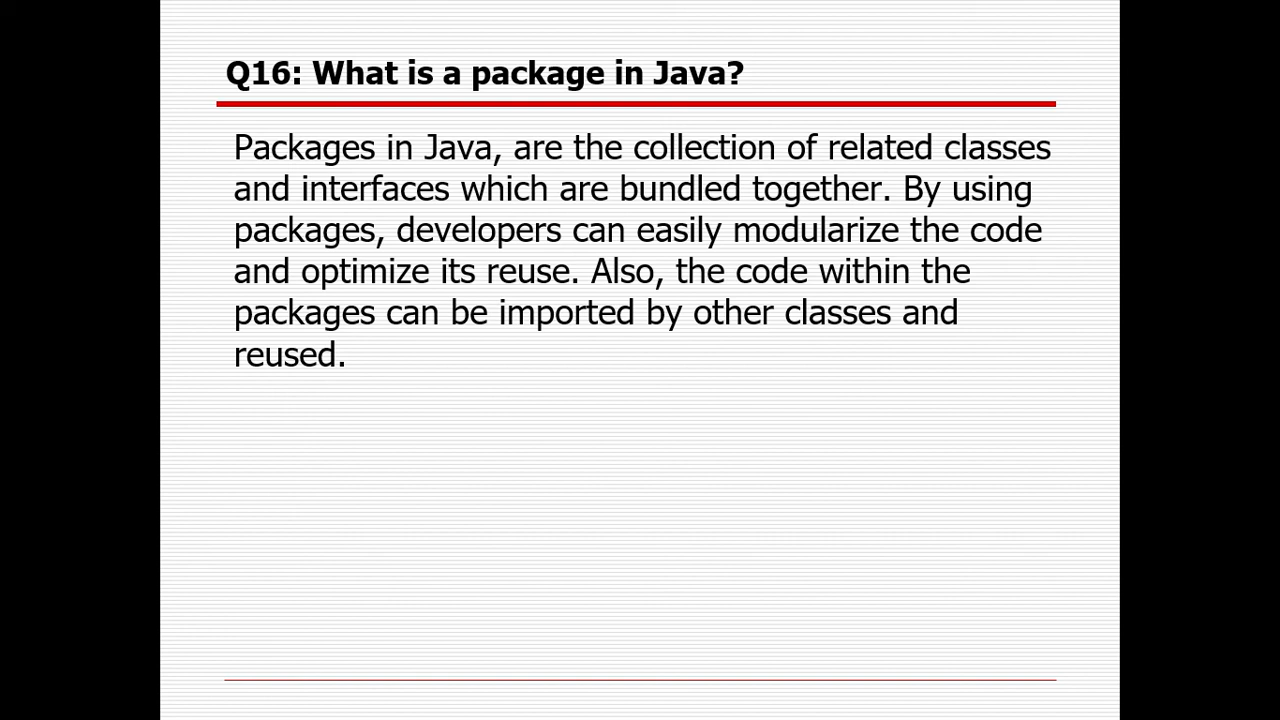 Q16: What is a package in Java?
Packages in Java, are the collection of related classes
and interfaces which are bundled together. By using
packages, developers can easily modularize the code
and optimize its reuse. Also, the code within the
packages can be imported by other classes and
reused.